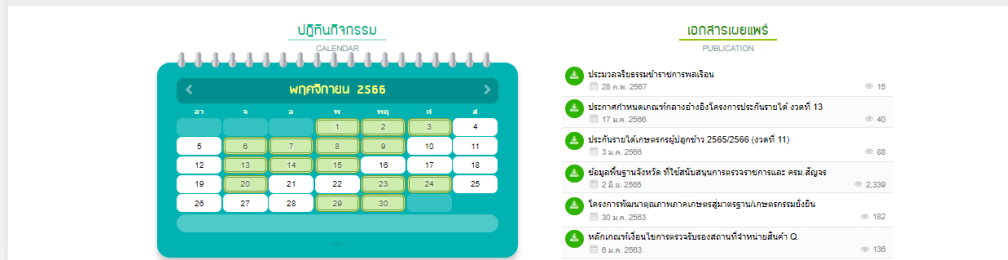 ปฏิทินกิจกรรม
CALENDAR
พฤศจิกายน 2566
อา จ อ พ พฤ ศ ส
1 2 3 4
5 6 7 8 9 10 11
12 13 14 15 16 17 18
19 20 21 22 23 24 25
26 27 28 29 30
เอกสารเผยแพร่
PUBLICATION
ประมวลจริยธรรมข้าราชการพลเรือน
28 ก.พ. 2567 15
ประกาศกำหนดเกณฑ์กลางอ้างอิงโครงการประกันรายได้ งวดที่ 13
17 ม.ค. 2566 40
ประกันรายได้เกษตรกรผู้ปลูกข้าว 2565/2566 (งวดที่ 11)
3 ม.ค. 2566 88
ข้อมูลพื้นฐานจังหวัด ที่ใช้สนับสนุนการตรวจราชการและ ครม.สัญจร
2 มิ.ย. 2565 2,339
โครงการพัฒนาคุณภาพภาคเกษตรสู่มาตรฐาน/เกษตรกรรมยั่งยืน
30 ม.ค. 2563 182
หลักเกณฑ์เงื่อนไขการตรวจรับรองสถานที่จำหน่ายสินค้า Q
6 ม.ค. 2563 136